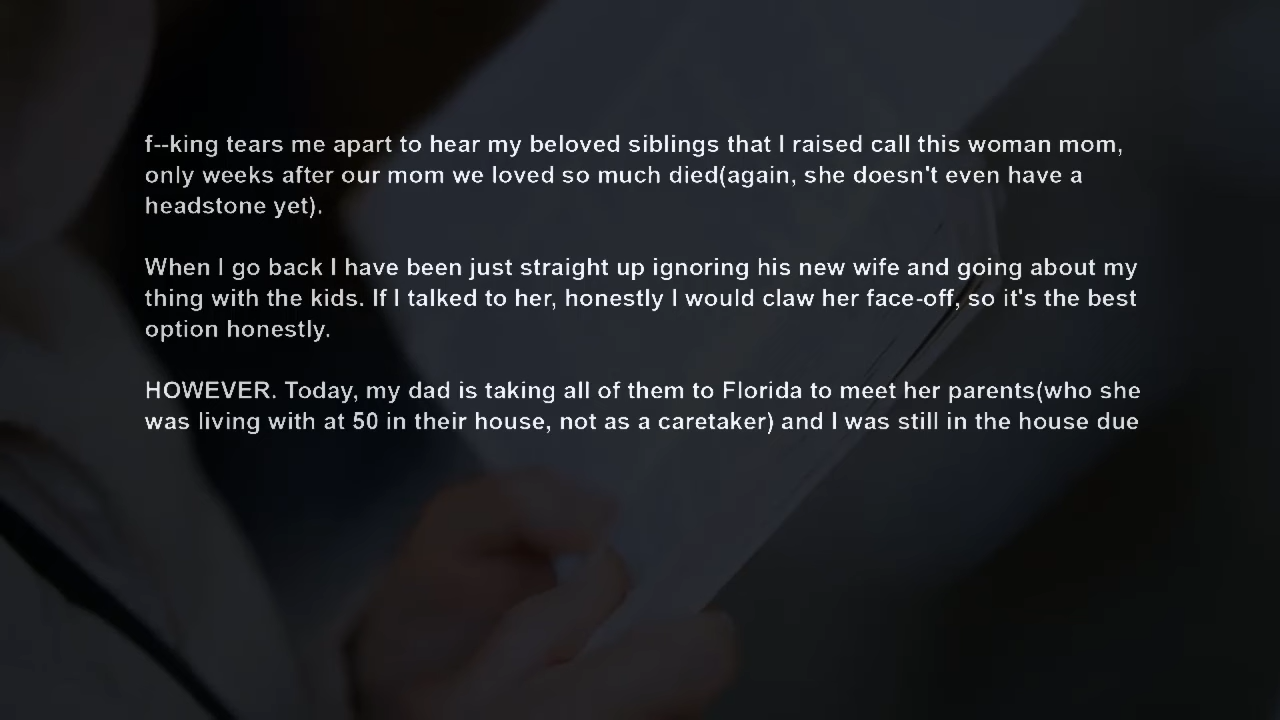 f--king tears me apart to hear my beloved siblings that I raised call this woman mom,
only weeks after our mom we loved so much died(again, she doesn't even have a
headstone yet).
When I go back I have been just straight up ignoring his new wife and going about my
thing with the kids. If I talked to her, honestly I would claw her face-off, so it's the best
option honestly.
HOWEVER. Today, my dad is taking all of them to Florida to meet her parents(who she
was living with at 50 in their house, not as a caretaker) and I was still in the house due